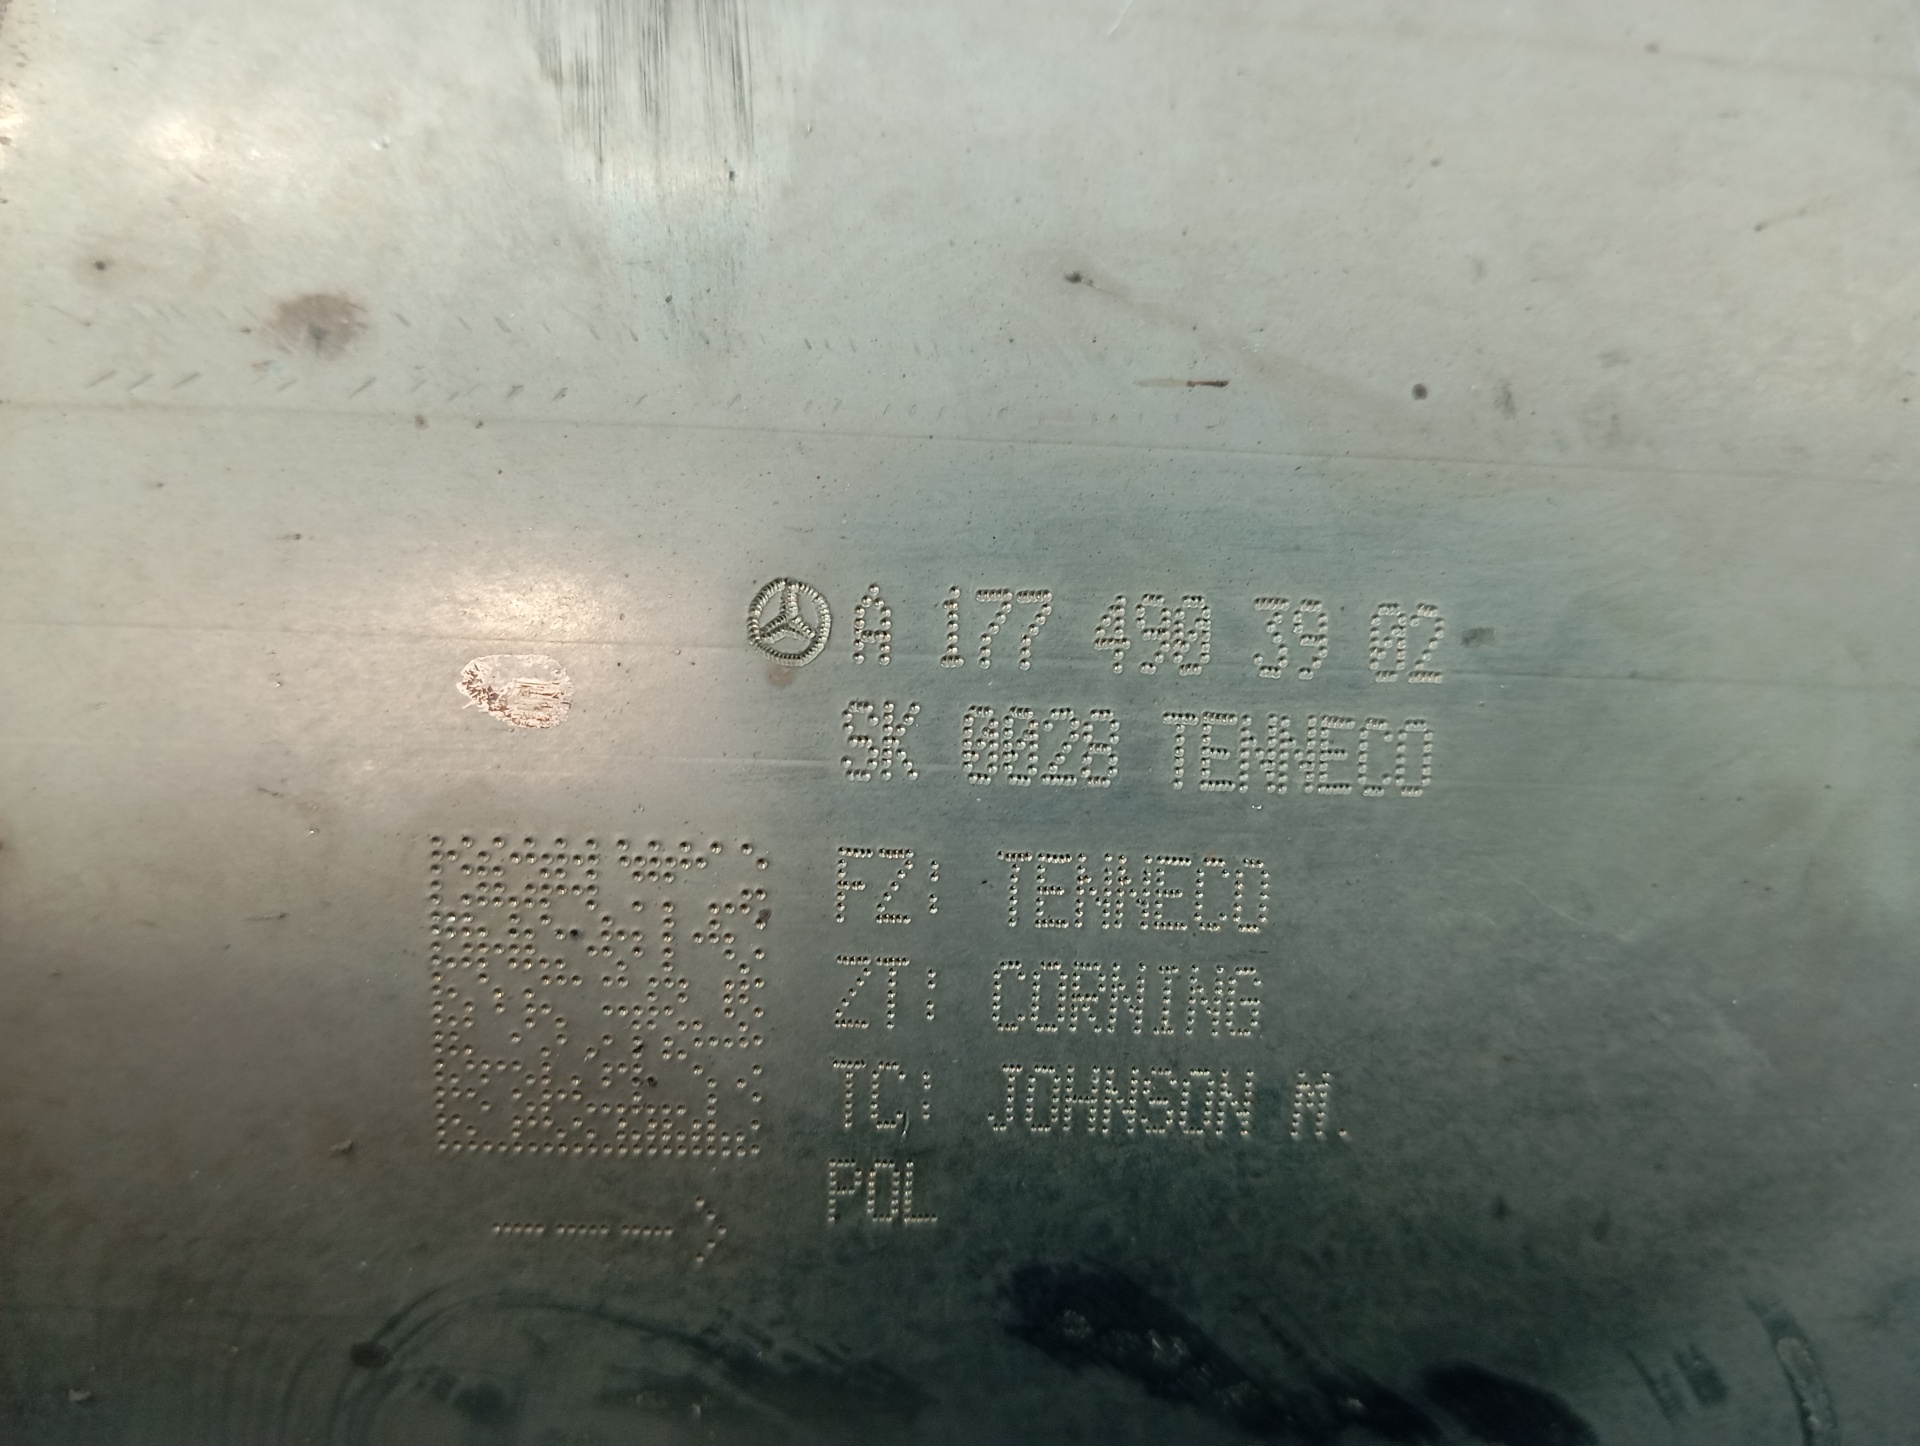 A 177 490 39 02
SK 0028 TENNECO
FZ: TENNECO
ZT: CORNING
TC: JOHNSON M.
POL